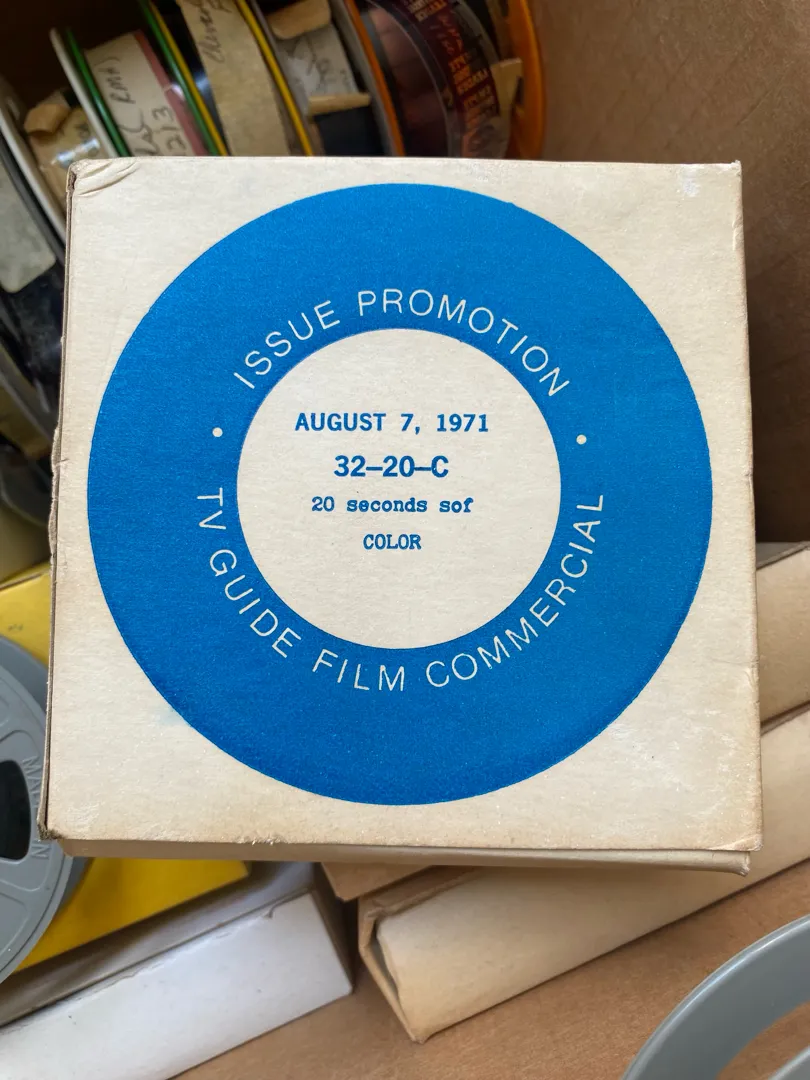 ISSUE PROMOTION
AUGUST 7, 1971
32–20–C
20 seconds sof
COLOR
TV GUIDE FILM COMMERCIAL